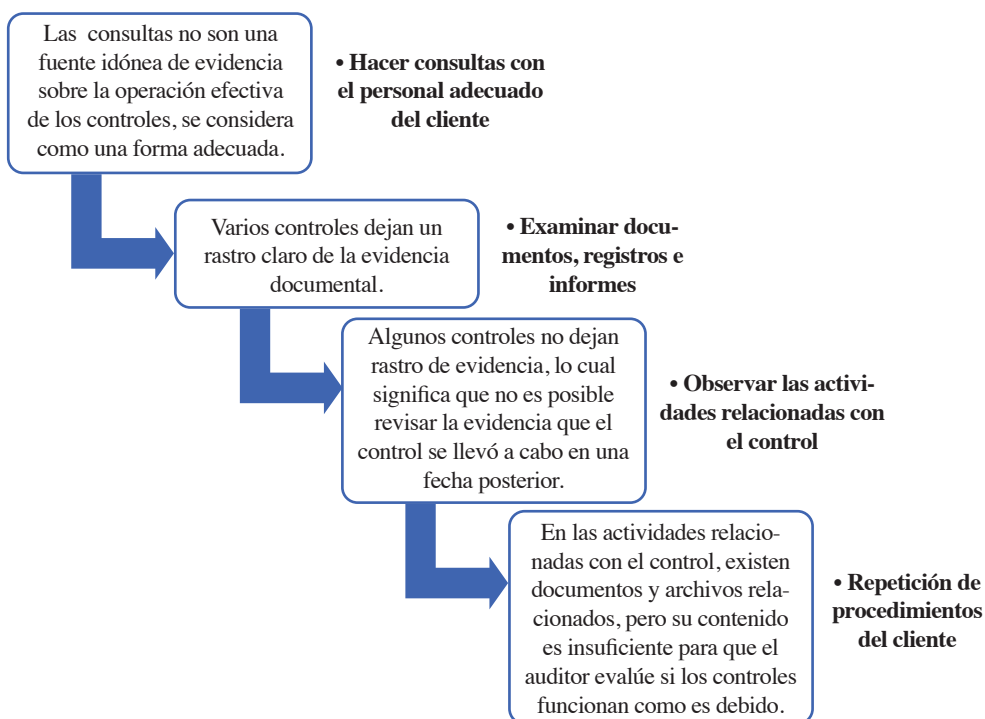 Las consultas no son una
fuente idónea de evidencia
sobre la operación efectiva
de los controles, se considera
como una forma adecuada.
• Hacer consultas con
el personal adecuado
del cliente
Varios controles dejan un
rastro claro de la evidencia
documental.
• Examinar docu-
mentos, registros e
informes
Algunos controles no dejan
rastro de evidencia, lo cual
significa que no es posible
revisar la evidencia que el
control se llevó a cabo en una
fecha posterior.
• Observar las activi-
dades relacionadas con
el control
En las actividades relacio-
nadas con el control, existen
documentos y archivos rela-
cionados, pero su contenido
es insuficiente para que el
auditor evalúe si los controles
funcionan como es debido.
• Repetición de
procedimientos
del cliente